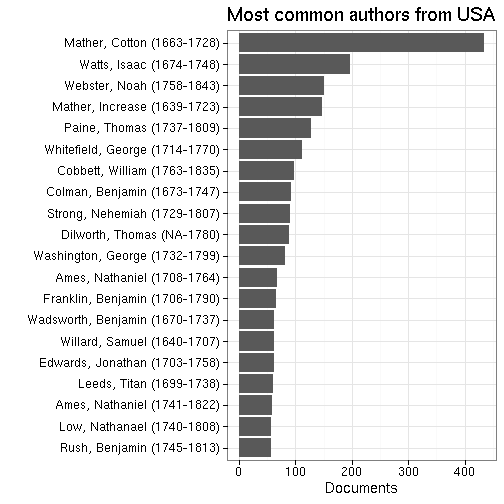 Most common authors from USA
Mather, Cotton (1663-1728)
Watts, Isaac (1674-1748)
Webster, Noah (1758-1843)
Mather, Increase (1639-1723)
Paine, Thomas (1737-1809)
Whitefield, George (1714-1770)
Cobbett, William (1763-1835)
Colman, Benjamin (1673-1747)
Strong, Nehemiah (1729-1807)
Dilworth, Thomas (NA-1780)
Washington, George (1732-1799)
Ames, Nathaniel (1708-1764)
Franklin, Benjamin (1706-1790)
Wadsworth, Benjamin (1670-1737)
Willard, Samuel (1640-1707)
Edwards, Jonathan (1703-1758)
Leeds, Titan (1699-1738)
Ames, Nathaniel (1741-1822)
Low, Nathanael (1740-1808)
Rush, Benjamin (1745-1813)
0 100 200 300 400
Documents